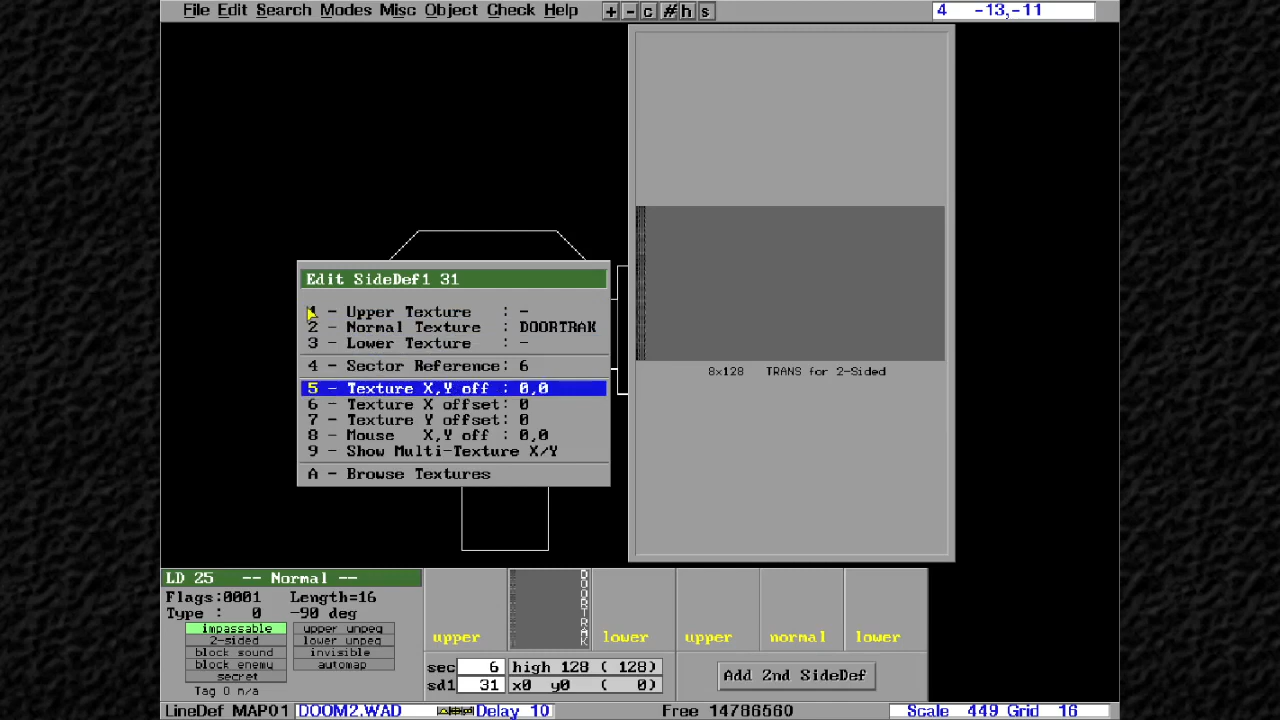 File Edit Search Modes Misc Object Check Help + - c # h s 4 -13,-11
Edit SideDef1 31
1 - Upper Texture : -
2 - Normal Texture : DOORTRAK
3 - Lower Texture : -
4 - Sector Reference: 6
5 - Texture X,Y off : 0,0
6 - Texture X offset: 0
7 - Texture Y offset: 0
8 - Mouse X,Y off : 0,0
9 - Show Multi-Texture X/Y
A - Browse Textures
8x128 TRANS for 2-Sided
LD 25 -- Normal --
Flags:0001 Length=16
Type : 0 -90 deg
impassable upper unpeg
2-sided lower unpeg
block sound invisible
block enemy automap
secret
Tag 0 n/a
upper DOORTRAK lower upper normal lower
sec 6 high 128 ( 128)
sd1 31 x0 y0 ( 0)
Add 2nd SideDef
LineDef MAP01 DOOM2.WAD Delay 10 Free 14786560 Scale 449 Grid 16